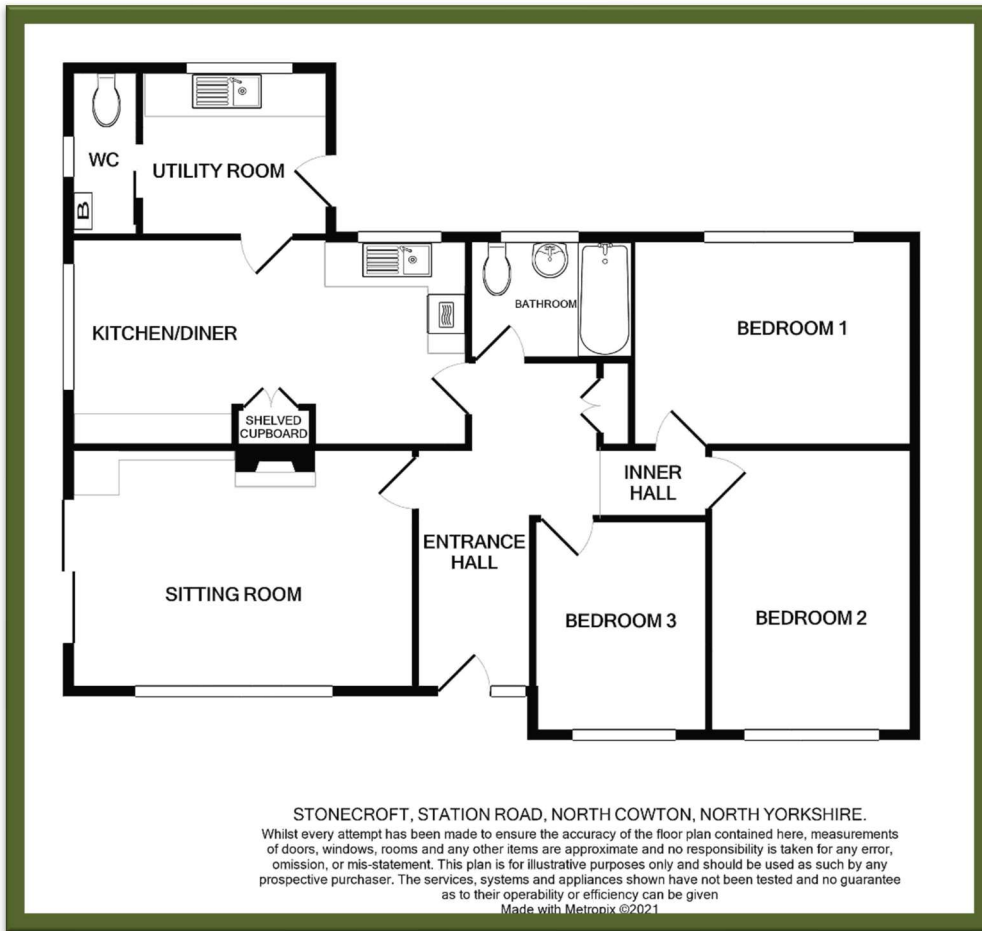 WC
UTILITY ROOM
B
KITCHEN/DINER
BATHROOM
BEDROOM 1
SHELVED
CUPBOARD
INNER
HALL
ENTRANCE
HALL
SITTING ROOM
BEDROOM 3
BEDROOM 2
STONECROFT, STATION ROAD, NORTH COWTON, NORTH YORKSHIRE.
Whilst every attempt has been made to ensure the accuracy of the floor plan contained here, measurements
of doors, windows, rooms and any other items are approximate and no responsibility is taken for any error,
omission, or mis-statement. This plan is for illustrative purposes only and should be used as such by any
prospective purchaser. The services, systems and appliances shown have not been tested and no guarantee
as to their operability or efficiency can be given
Made with Metropix ©2021